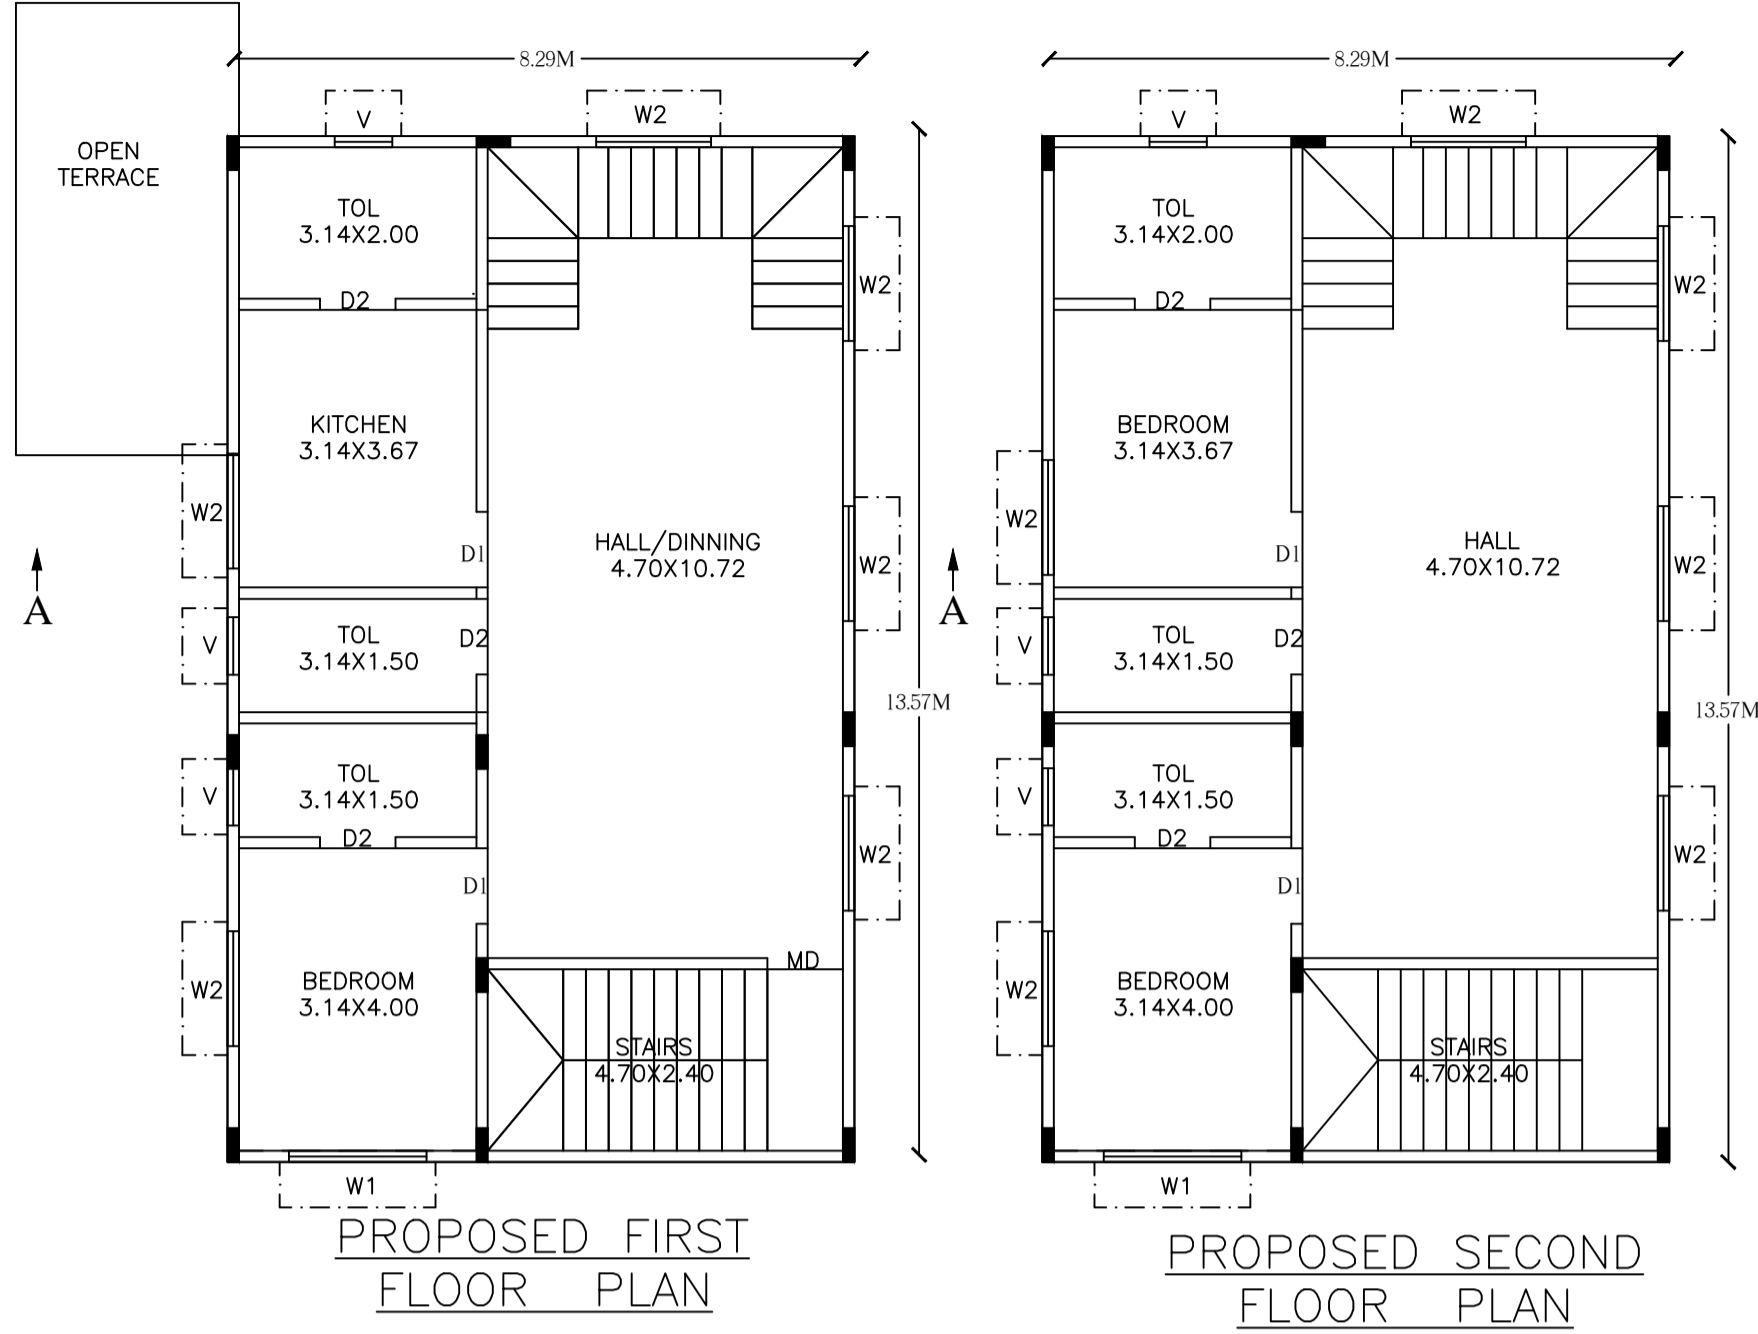 8.29M
V
W2
OPEN
TERRACE
TOL
3.14X2.00
W2
D2
KITCHEN
3.14X3.67
W2
HALL/DINNING
4.70X10.72
D1
W2
A
TOL
3.14X1.50
D2
V
13.57M
TOL
3.14X1.50
V
D2
W2
D1
MD
BEDROOM
3.14X4.00
W2
STAIRS
4.70X2.40
W1
PROPOSED FIRST
FLOOR PLAN
8.29M
V
W2
TOL
3.14X2.00
W2
D2
BEDROOM
3.14X3.67
W2
HALL
4.70X10.72
D1
W2
A
TOL
3.14X1.50
D2
V
13.57M
TOL
3.14X1.50
V
D2
W2
D1
BEDROOM
3.14X4.00
W2
STAIRS
4.70X2.40
W1
PROPOSED SECOND
FLOOR PLAN